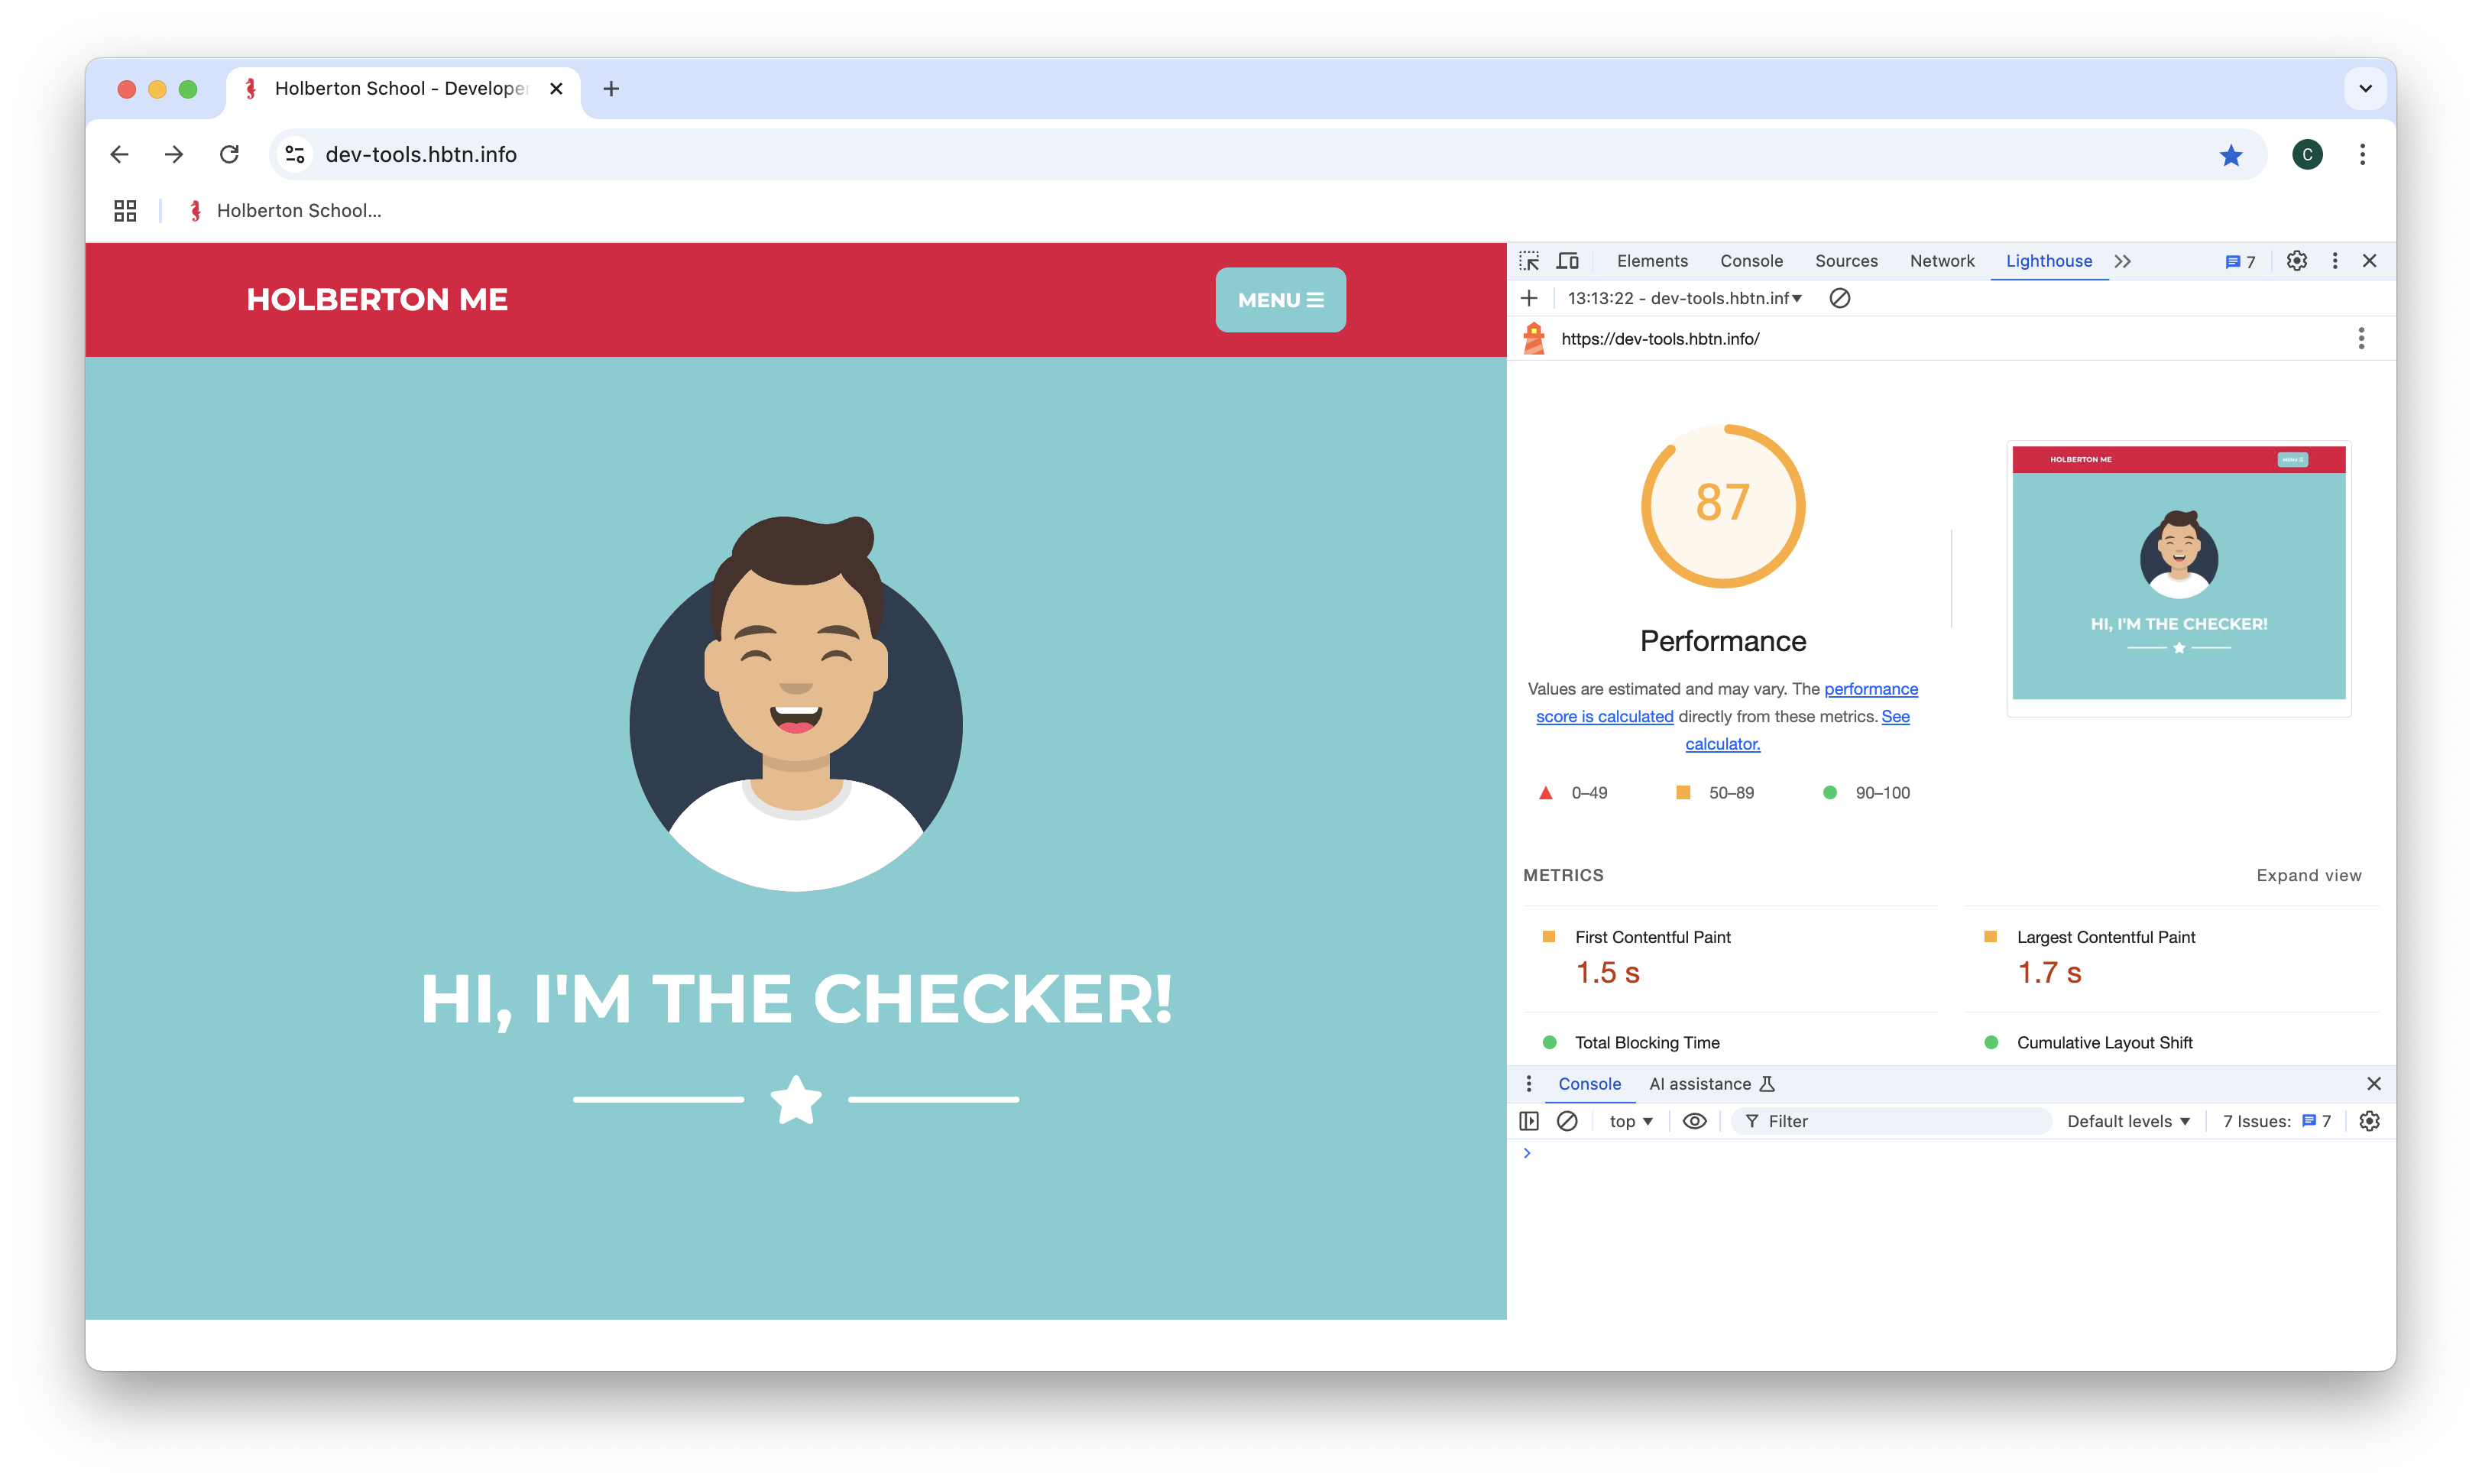 Holberton School - Developer
dev-tools.hbtn.info
C
Holberton School...
HOLBERTON ME
MENU
HI, I'M THE CHECKER!
Elements Console Sources Network Lighthouse 7
13:13:22 - dev-tools.hbtn.inf
https://dev-tools.hbtn.info/
87
Performance
Values are estimated and may vary. The performance
score is calculated directly from these metrics. See
calculator.
0–49 50–89 90–100
HOLBERTON ME
MENU
HI, I'M THE CHECKER!
METRICS Expand view
First Contentful Paint
1.5 s
Largest Contentful Paint
1.7 s
Total Blocking Time
Cumulative Layout Shift
Console AI assistance
top Filter Default levels 7 Issues: 7